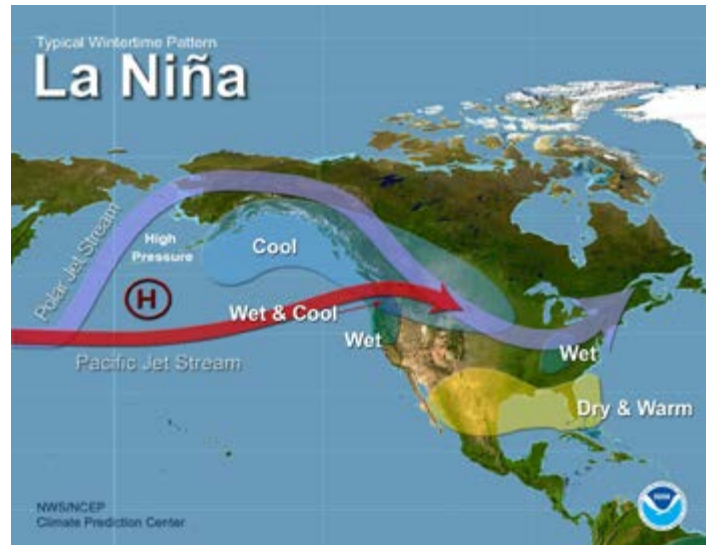 Typical Wintertime Pattern
La Niña
Polar Jet Stream
High
Pressure
H
Cool
Wet & Cool
Wet
Pacific Jet Stream
Wet
Dry & Warm
NWS/NCEP
Climate Prediction Center